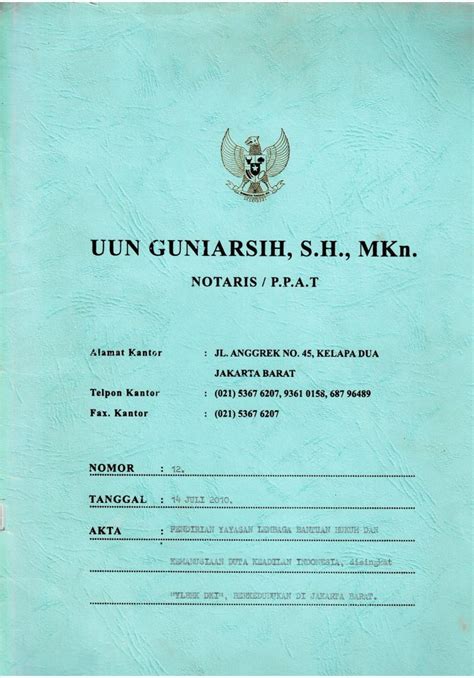 UUN GUNIARSIH, S.H., MKn.
NOTARIS / P.P.A.T
Alamat Kantor : JL. ANGGREK NO. 45, KELAPA DUA
JAKARTA BARAT
Telpon Kantor : (021) 5367 6207, 9361 0158, 687 96489
Fax. Kantor : (021) 5367 6207
NOMOR : 12.
TANGGAL : 14 JULI 2010.
AKTA : PENDIRIAN YAYASAN LEMBAGA BANTUAN HUKUM DAN
KEMANUSIAAN DUTA KEADILAN INDONESIA, disingkat
"YLBHK DKI", BERKEDUDUKAN DI JAKARTA BARAT.